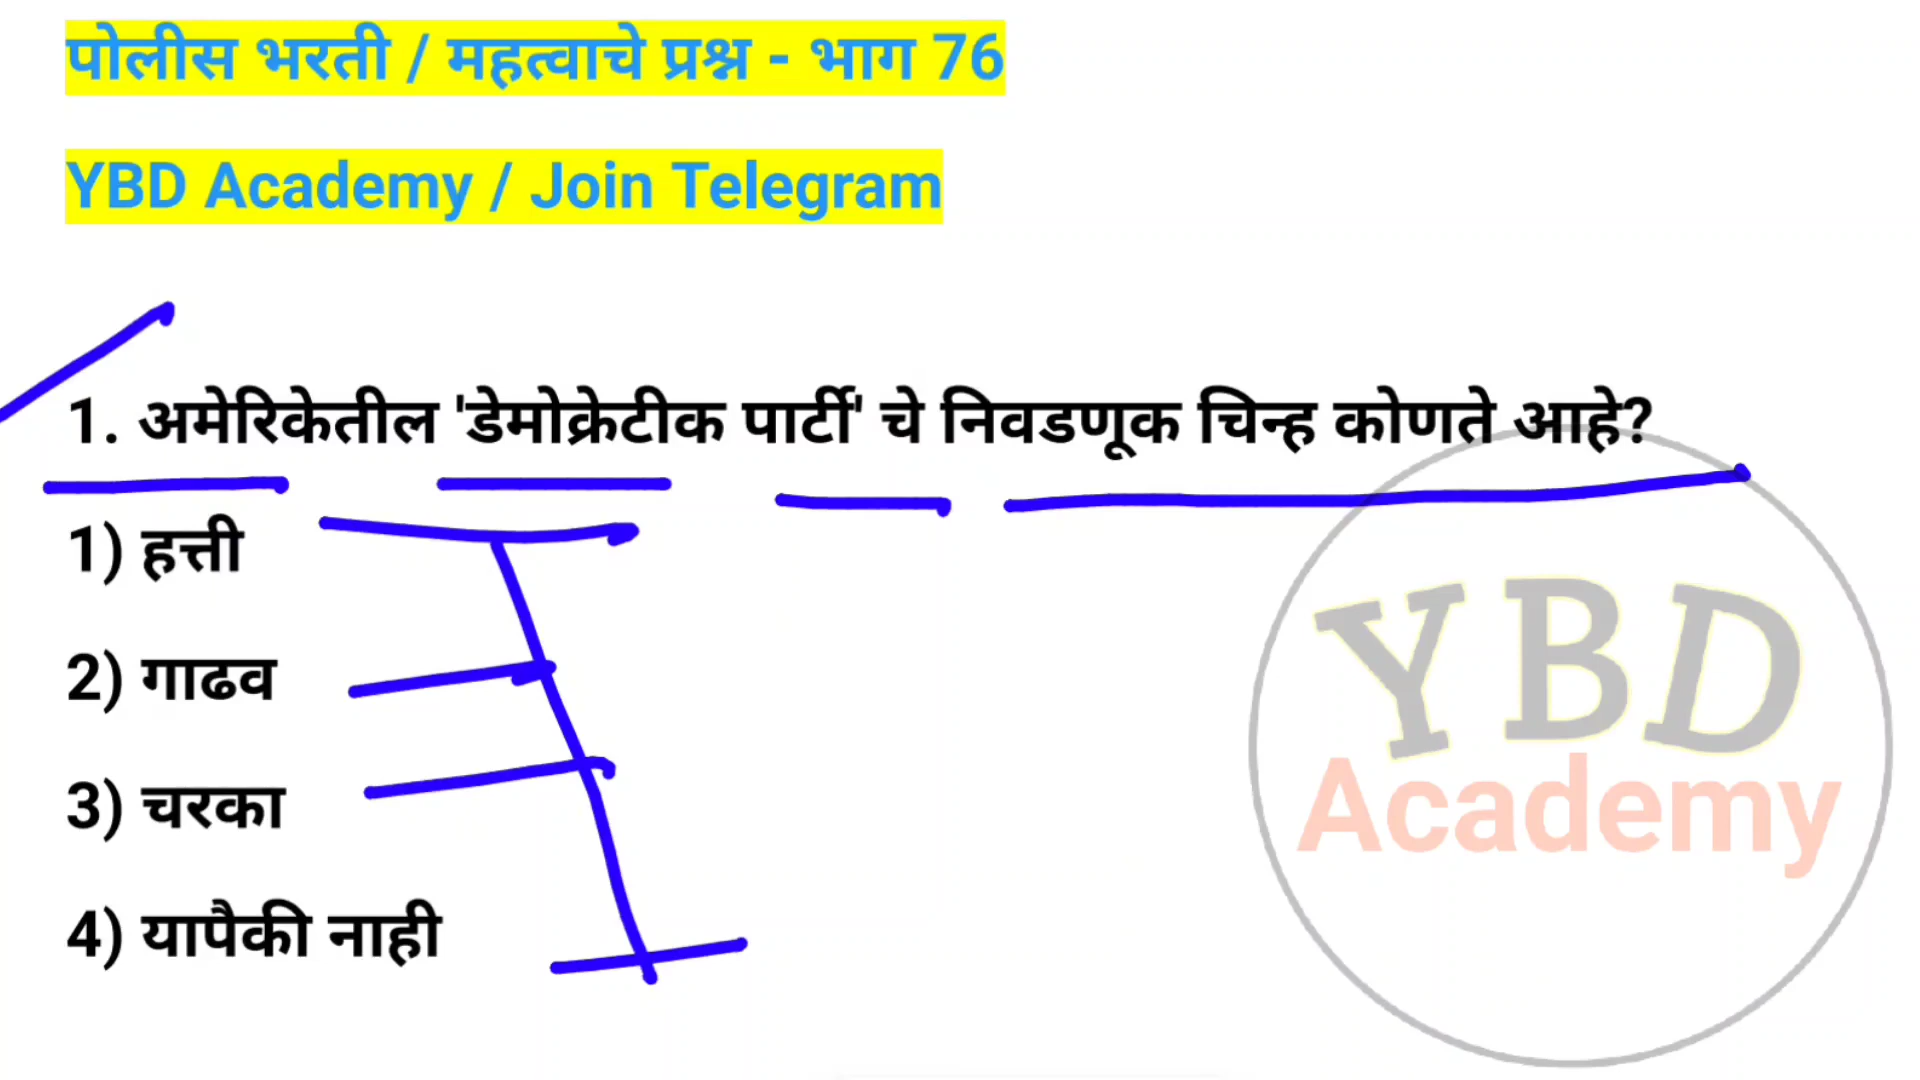 पोलीस भरती / महत्वाचे प्रश्न - भाग 76
YBD Academy / Join Telegram
1. अमेरिकेतील 'डेमोक्रेटीक पार्टी' चे निवडणूक चिन्ह कोणते आहे?
1) हत्ती
2) गाढव
3) चरका
4) यापैकी नाही
YBD
Academy